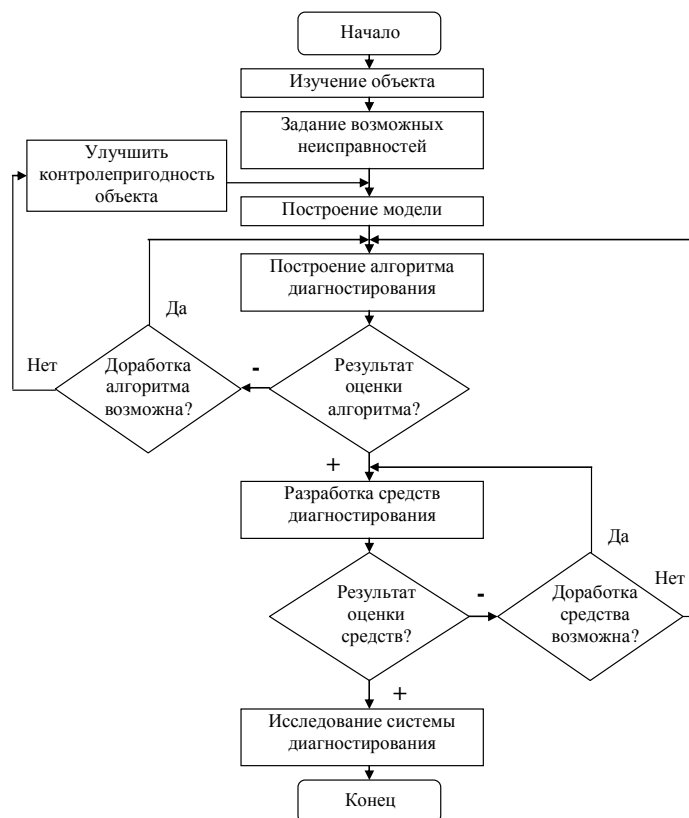 Начало
Изучение объекта
Задание возможных
неисправностей
Улучшить
контролепригодность
объекта
Построение модели
Построение алгоритма
диагностирования
Да
Нет
Доработка
алгоритма
возможна?
-
Результат
оценки
алгоритма?
+
Разработка средств
диагностирования
Да
Результат
оценки
средств?
-
Доработка
средства
возможна?
Нет
+
Исследование системы
диагностирования
Конец